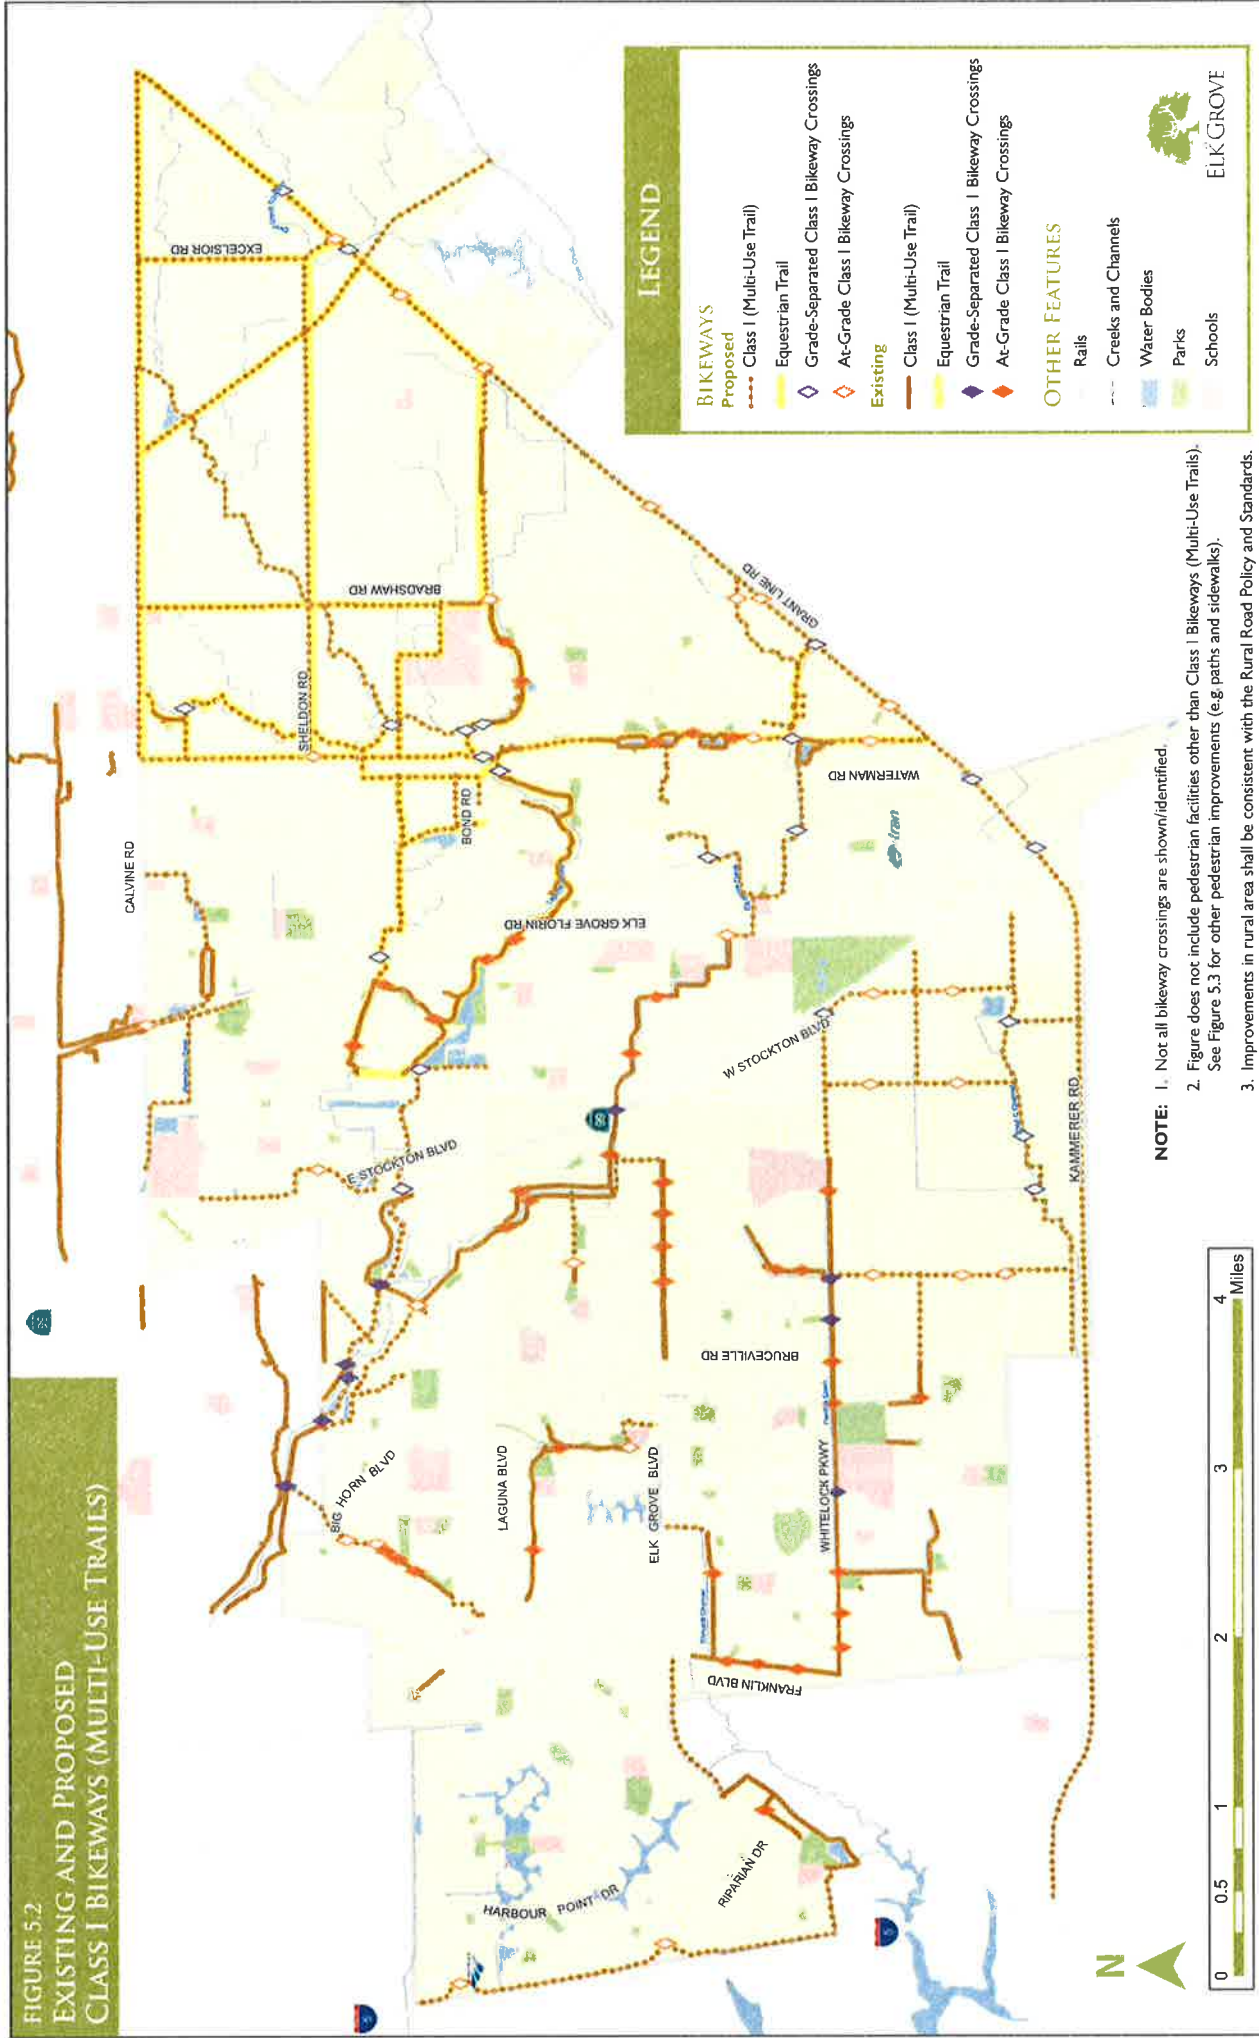 FIGURE 5.2
EXISTING AND PROPOSED
CLASS I BIKEWAYS (MULTI-USE TRAILS)
CALVINE RD
EXCELSIOR RD
SHELDON RD
BRADSHAW RD
BOND RD
ELK GROVE FLORIN RD
E STOCKTON BLVD
BIG HORN BLVD
LAGUNA BLVD
ELK GROVE BLVD
BRUCEVILLE RD
W STOCKTON BLVD
WATERMAN RD
GRANT LINE RD
WHITELOCK PKWY
KAMMERER RD
FRANKLIN BLVD
HARBOUR POINT DR
RIPARIAN DR
5
5
99
99
e-tran
LEGEND
BIKEWAYS
Proposed
Class I (Multi-Use Trail)
Equestrian Trail
Grade-Separated Class I Bikeway Crossings
At-Grade Class I Bikeway Crossings
Existing
Class I (Multi-Use Trail)
Equestrian Trail
Grade-Separated Class I Bikeway Crossings
At-Grade Class I Bikeway Crossings
OTHER FEATURES
Rails
Creeks and Channels
Water Bodies
Parks
Schools
ELK GROVE
NOTE: 1. Not all bikeway crossings are shown/identified.
2. Figure does not include pedestrian facilities other than Class I Bikeways (Multi-Use Trails).
See Figure 5.3 for other pedestrian improvements (e.g. paths and sidewalks).
3. Improvements in rural area shall be consistent with the Rural Road Policy and Standards.
N
0 0.5 1 2 3 4
Miles